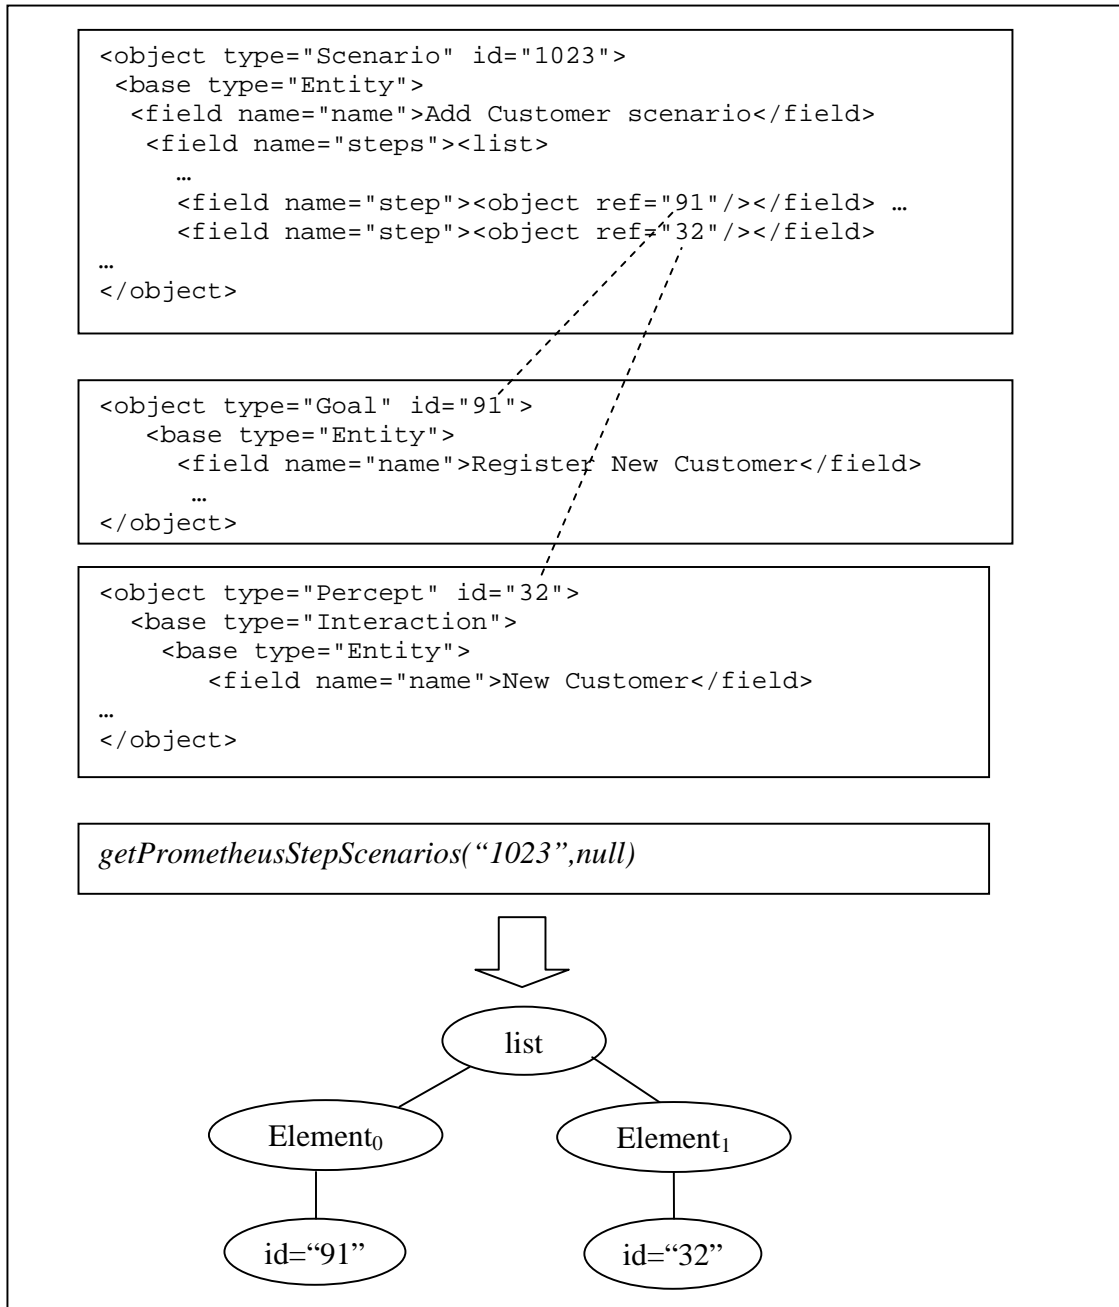 <object type="Scenario" id="1023">
<base type="Entity">
<field name="name">Add Customer scenario</field>
<field name="steps"><list>
…
<field name="step"><object ref="91"/></field> …
<field name="step"><object ref="32"/></field>
…
</object>
<object type="Goal" id="91">
<base type="Entity">
<field name="name">Register New Customer</field>
…
</object>
<object type="Percept" id="32">
<base type="Interaction">
<base type="Entity">
<field name="name">New Customer</field>
…
</object>
getPrometheusStepScenarios(“1023”,null)
list
Element₀ Element₁
id=“91” id=“32”